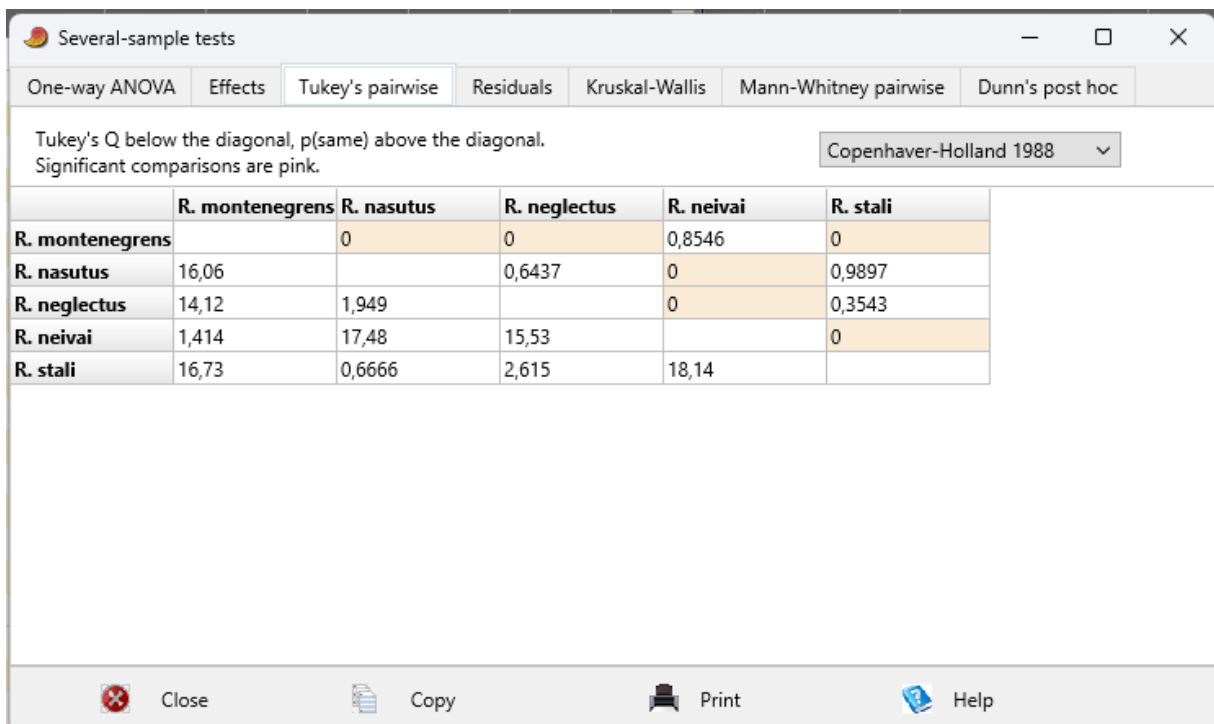 Several-sample tests
One-way ANOVA Effects Tukey's pairwise Residuals Kruskal-Wallis Mann-Whitney pairwise Dunn's post hoc
Tukey's Q below the diagonal, p(same) above the diagonal.
Significant comparisons are pink.
Copenhaver-Holland 1988
R. montenegrens R. nasutus R. neglectus R. neivai R. stali
R. montenegrens 0 0 0,8546 0
R. nasutus 16,06 0,6437 0 0,9897
R. neglectus 14,12 1,949 0 0,3543
R. neivai 1,414 17,48 15,53 0
R. stali 16,73 0,6666 2,615 18,14
Close Copy Print Help